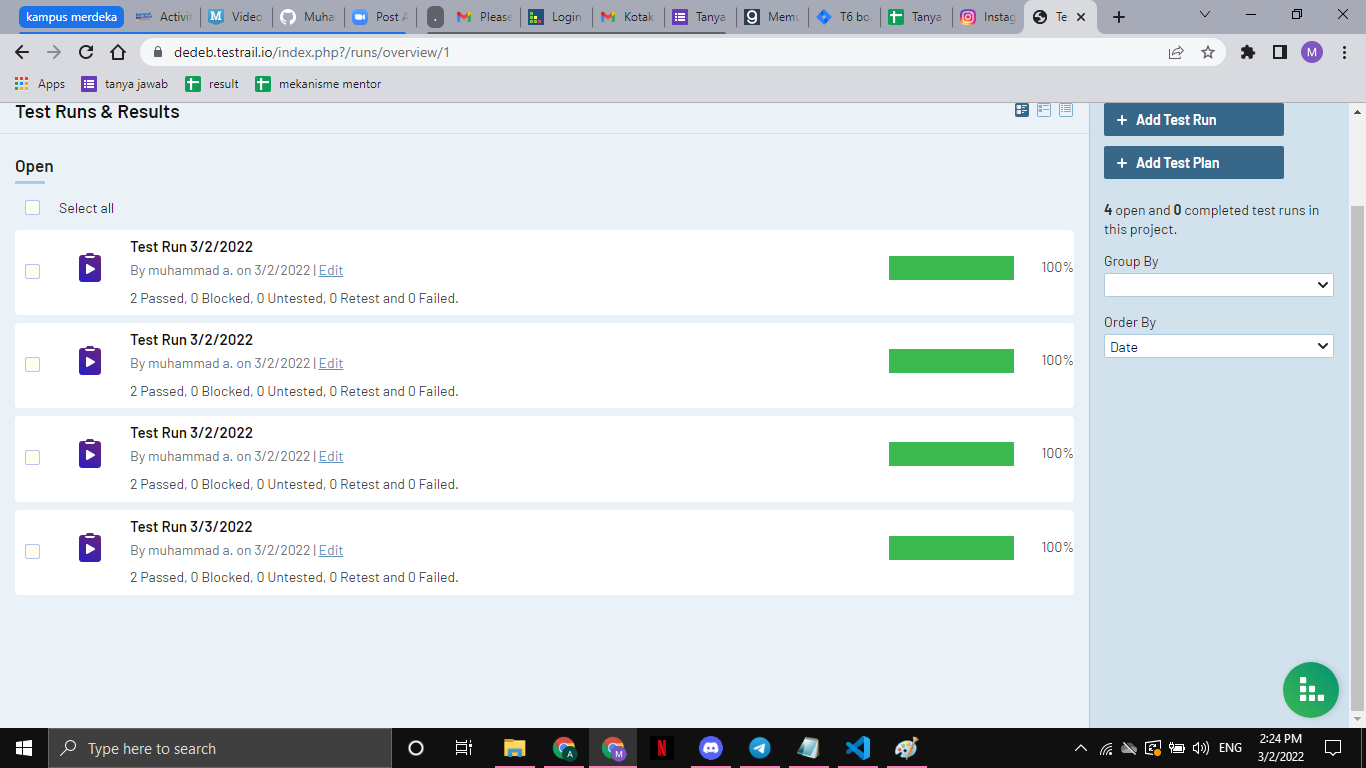 kampus merdeka
Activi
Video
Muha
Post A
.
Please
Login
Kotak
Tanya
Memu
T6 bo
Tanya
Instag
Te
dedeb.testrail.io/index.php?/runs/overview/1
M
Apps
tanya jawab
result
mekanisme mentor
Test Runs & Results
Open
Select all
Test Run 3/2/2022
By muhammad a. on 3/2/2022 | Edit
2 Passed, 0 Blocked, 0 Untested, 0 Retest and 0 Failed.
100%
Test Run 3/2/2022
By muhammad a. on 3/2/2022 | Edit
2 Passed, 0 Blocked, 0 Untested, 0 Retest and 0 Failed.
100%
Test Run 3/2/2022
By muhammad a. on 3/2/2022 | Edit
2 Passed, 0 Blocked, 0 Untested, 0 Retest and 0 Failed.
100%
Test Run 3/3/2022
By muhammad a. on 3/2/2022 | Edit
2 Passed, 0 Blocked, 0 Untested, 0 Retest and 0 Failed.
100%
+ Add Test Run
+ Add Test Plan
4 open and 0 completed test runs in
this project.
Group By
Order By
Date
Type here to search
A
M
N
ENG
2:24 PM
3/2/2022